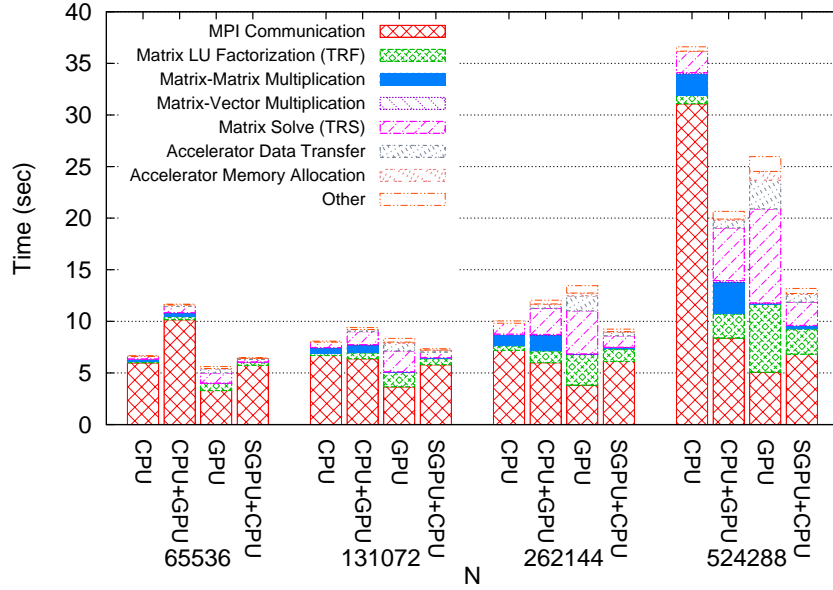 MPI Communication
Matrix LU Factorization (TRF)
Matrix-Matrix Multiplication
Matrix-Vector Multiplication
Matrix Solve (TRS)
Accelerator Data Transfer
Accelerator Memory Allocation
Other
Time (sec)
40
35
30
25
20
15
10
5
0
CPU
CPU+GPU
GPU
SGPU+CPU
CPU
CPU+GPU
GPU
SGPU+CPU
CPU
CPU+GPU
GPU
SGPU+CPU
CPU
CPU+GPU
GPU
SGPU+CPU
65536 131072 262144 524288
N